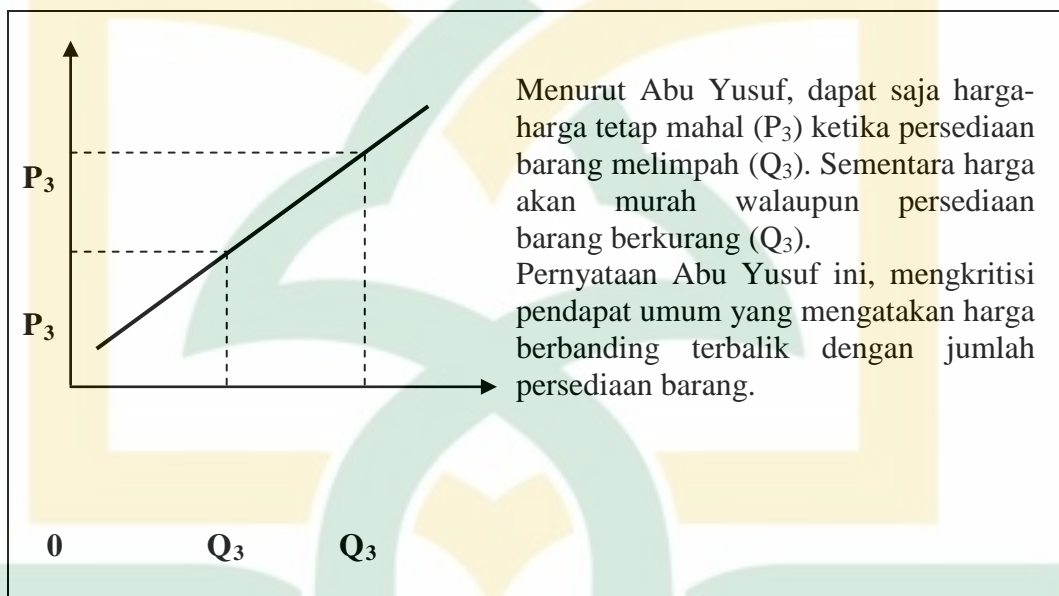 Menurut Abu Yusuf, dapat saja harga-
harga tetap mahal (P₃) ketika persediaan
barang melimpah (Q₃). Sementara harga
akan murah walaupun persediaan
barang berkurang (Q₃).
Pernyataan Abu Yusuf ini, mengkritisi
pendapat umum yang mengatakan harga
berbanding terbalik dengan jumlah
persediaan barang.
P₃
P₃
0 Q₃ Q₃